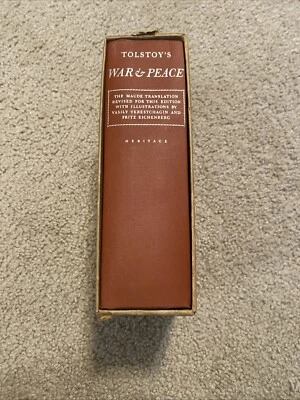 TOLSTOY'S
WAR & PEACE
THE MAUDE TRANSLATION
REVISED FOR THIS EDITION
WITH ILLUSTRATIONS BY
VASILY VERESTCHAGIN AND
FRITZ EICHENBERG
HERITAGE